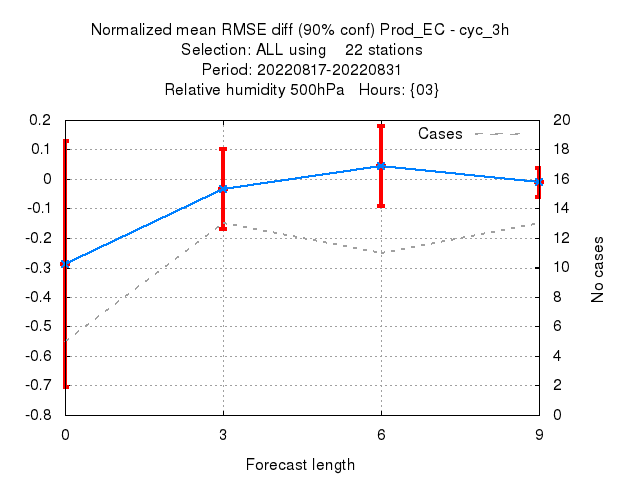 Normalized mean RMSE diff (90% conf) Prod_EC - cyc_3h
Selection: ALL using 22 stations
Period: 20220817-20220831
Relative humidity 500hPa Hours: {03}
Cases
0.2
0.1
0
-0.1
-0.2
-0.3
-0.4
-0.5
-0.6
-0.7
-0.8
20
18
16
14
12
10
8
6
4
2
0
No cases
0 3 6 9
Forecast length